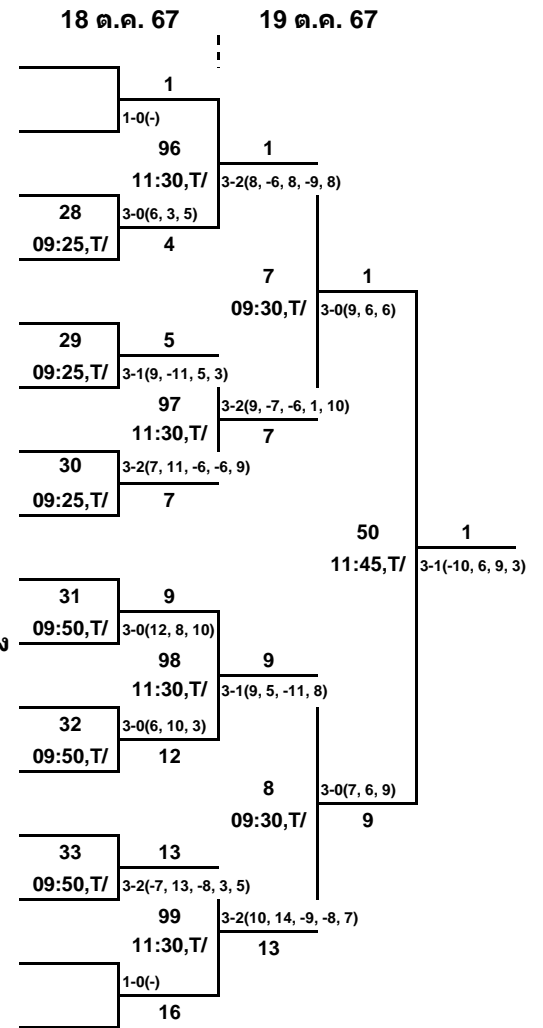 18 ต.ค. 67 19 ต.ค. 67
1
1-0(-)
96 1
11:30,T/ 3-2(8, -6, 8, -9, 8)
28 3-0(6, 3, 5)
09:25,T/ 4
7 1
09:30,T/ 3-0(9, 6, 6)
29 5
09:25,T/ 3-1(9, -11, 5, 3)
97 3-2(9, -7, -6, 1, 10)
11:30,T/ 7
30 3-2(7, 11, -6, -6, 9)
09:25,T/ 7
50 1
11:45,T/ 3-1(-10, 6, 9, 3)
31 9
09:50,T/ 3-0(12, 8, 10)
ง
98 9
11:30,T/ 3-1(9, 5, -11, 8)
32 3-0(6, 10, 3)
09:50,T/ 12
8 3-0(7, 6, 9)
09:30,T/ 9
33 13
09:50,T/ 3-2(-7, 13, -8, 3, 5)
99 3-2(10, 14, -9, -8, 7)
11:30,T/ 13
1-0(-)
16